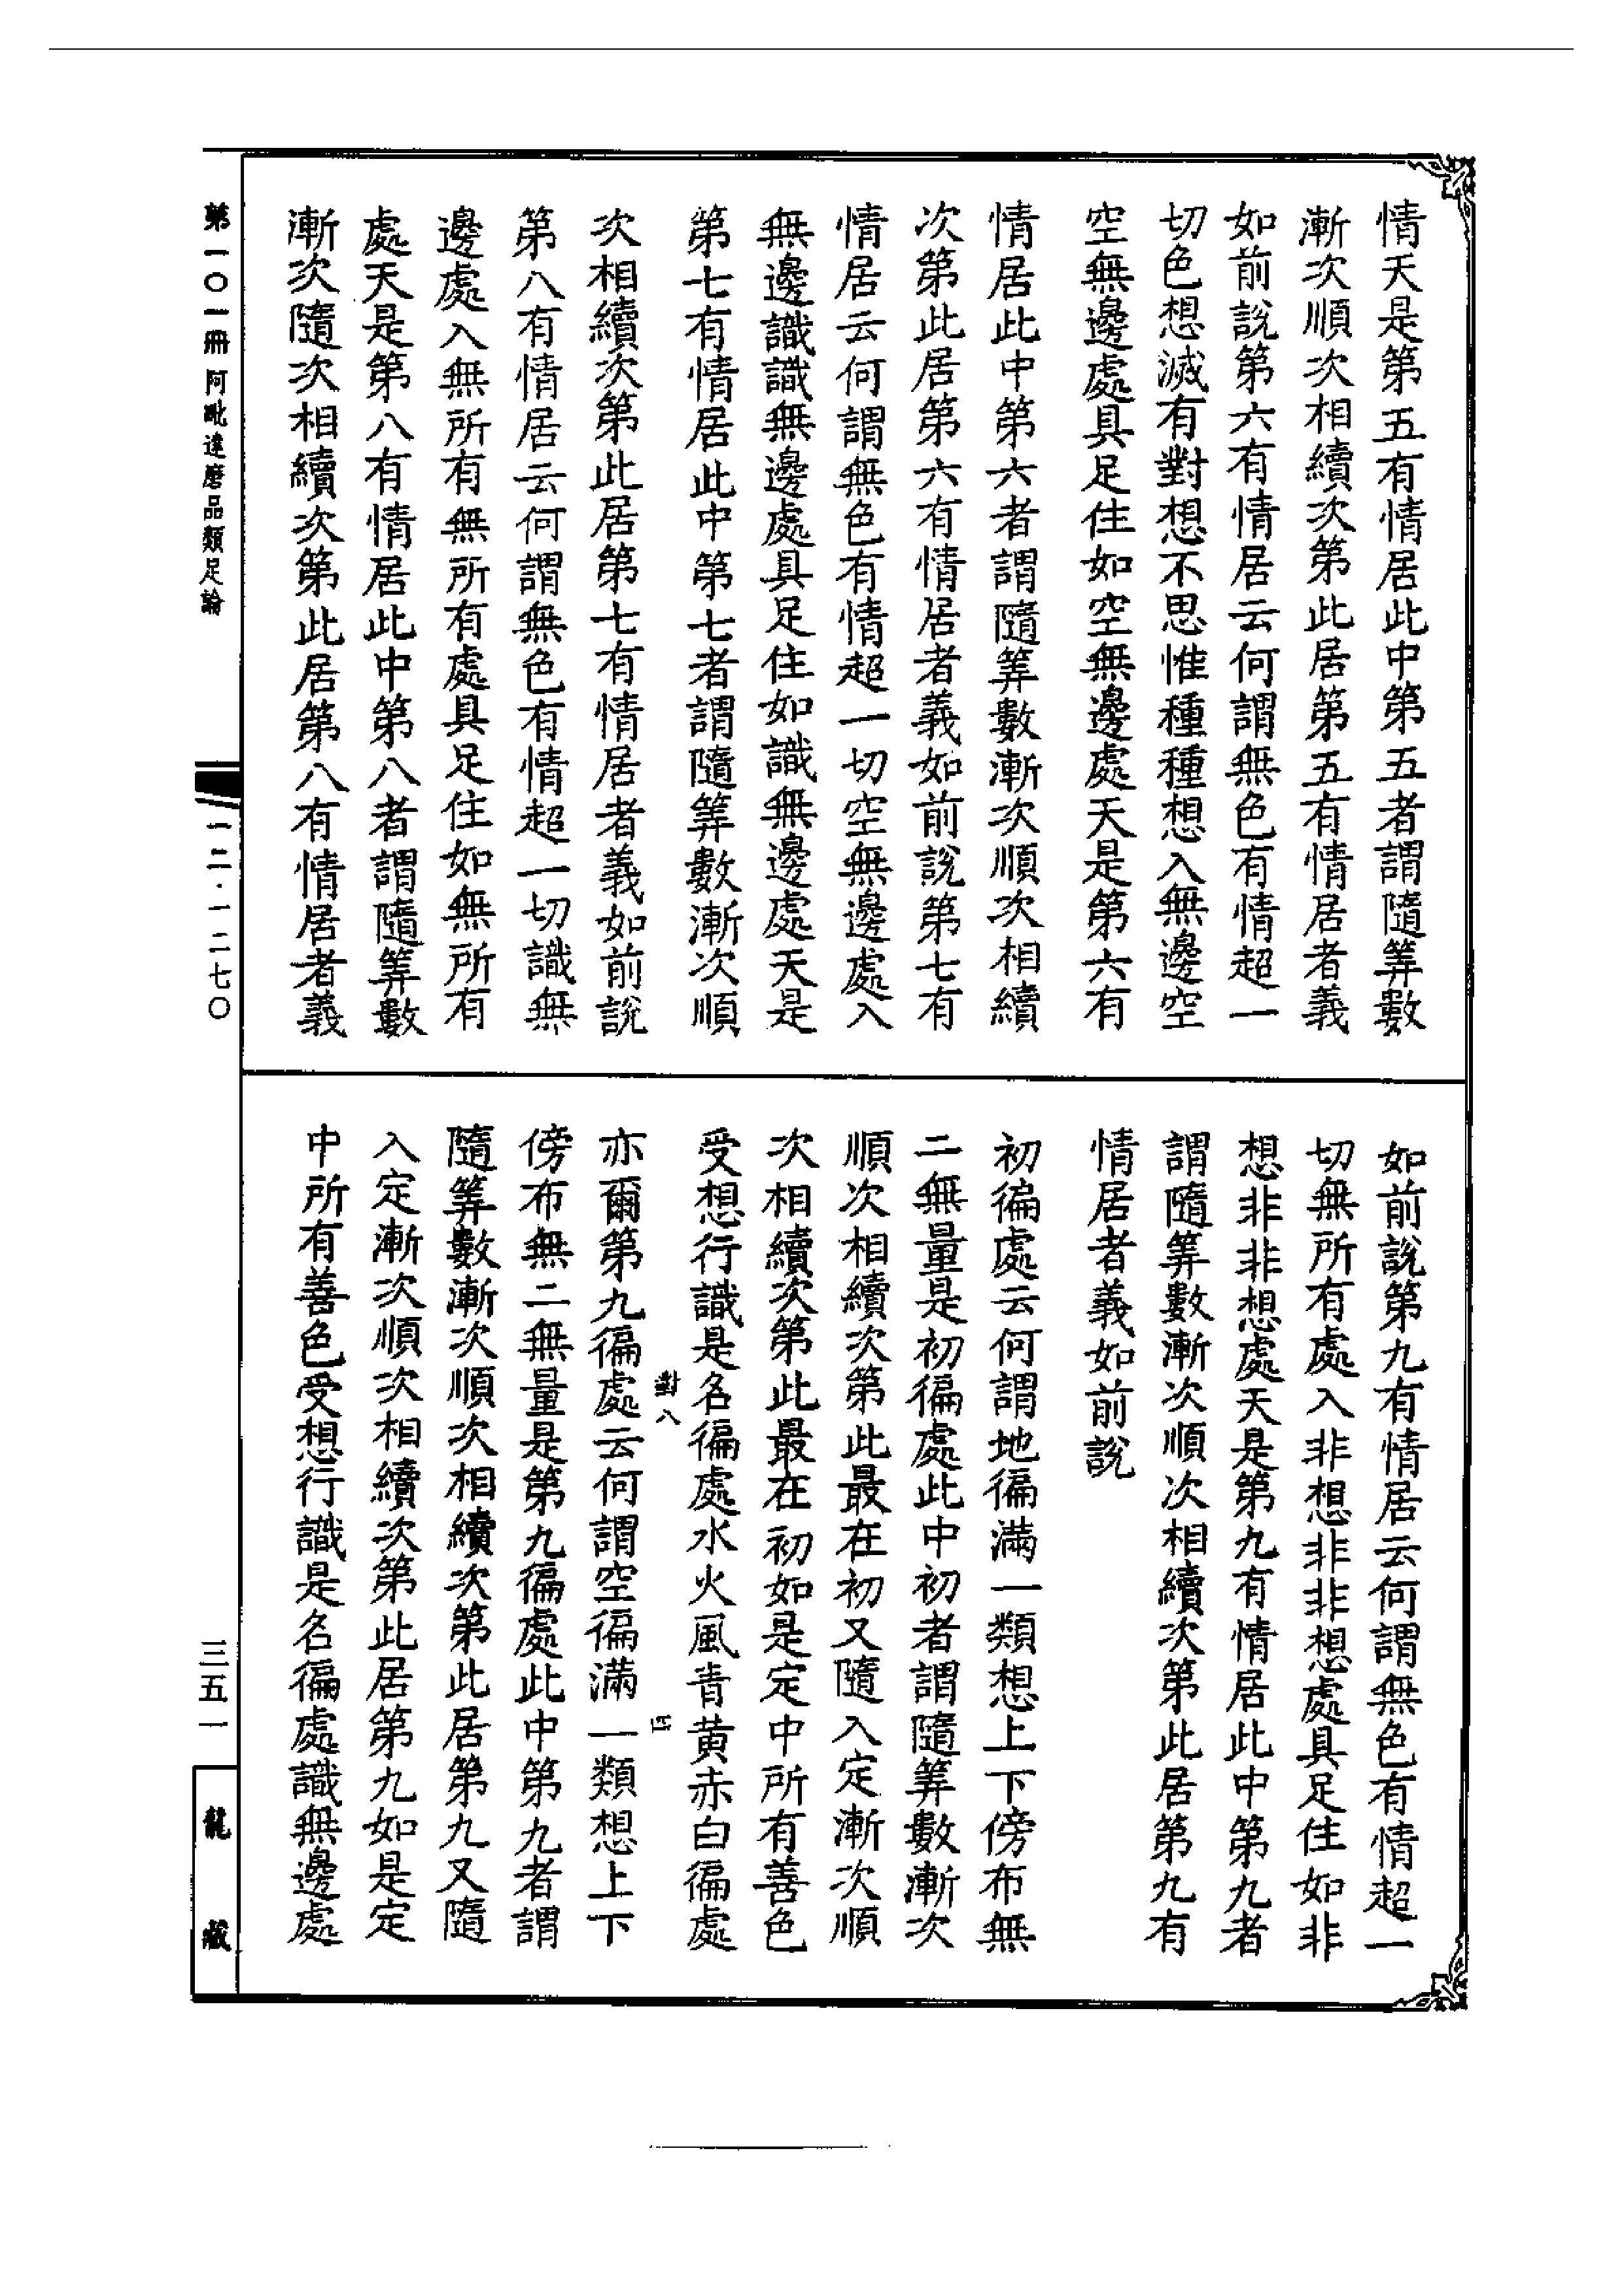 情天是第五有情居此中第五者謂隨筭數
漸次順次相續次第此居第五有情居者義
如前說第六有情居云何謂無色有情超一
切色想滅有對想不思惟種種想入無邊空
空無邊處具足住如空無邊處天是第六有
情居此中第六者謂隨筭數漸次順次相續
次第此居第六有情居者義如前說第七有
情居云何謂無色有情超一切空無邊處入
無邊識識無邊處具足住如識無邊處天是
第七有情居此中第七者謂隨筭數漸次順
次相續次第此居第七有情居者義如前說
第八有情居云何謂無色有情超一切識無
邊處入無所有無所有處具足住如無所有
處天是第八有情居此中第八者謂隨筭數
漸次隨次相續次第此居第八有情居者義
如前說第九有情居云何謂無色有情超一
切無所有處入非想非非想處具足住如非
想非非想處天是第九有情居此中第九者
謂隨筭數漸次順次相續次第此居第九有
情居者義如前說
初徧處云何謂地徧滿一類想上下傍布無
二無量是初徧處此中初者謂隨筭數漸次
順次相續次第此最在初又隨入定漸次順
次相續次第此最在初如是定中所有善色
受想行識是名徧處水火風青黃赤白徧處
對八
四
亦爾第九徧處云何謂空徧滿一類想上下
傍布無二無量是第九徧處此中第九者謂
隨筭數漸次順次相續次第此居第九又隨
入定漸次順次相續次第此居第九如是定
中所有善色受想行識是名徧處識無邊處
第一〇一冊 阿毗達磨品類足論
一二·一二七〇
三五一
龍藏